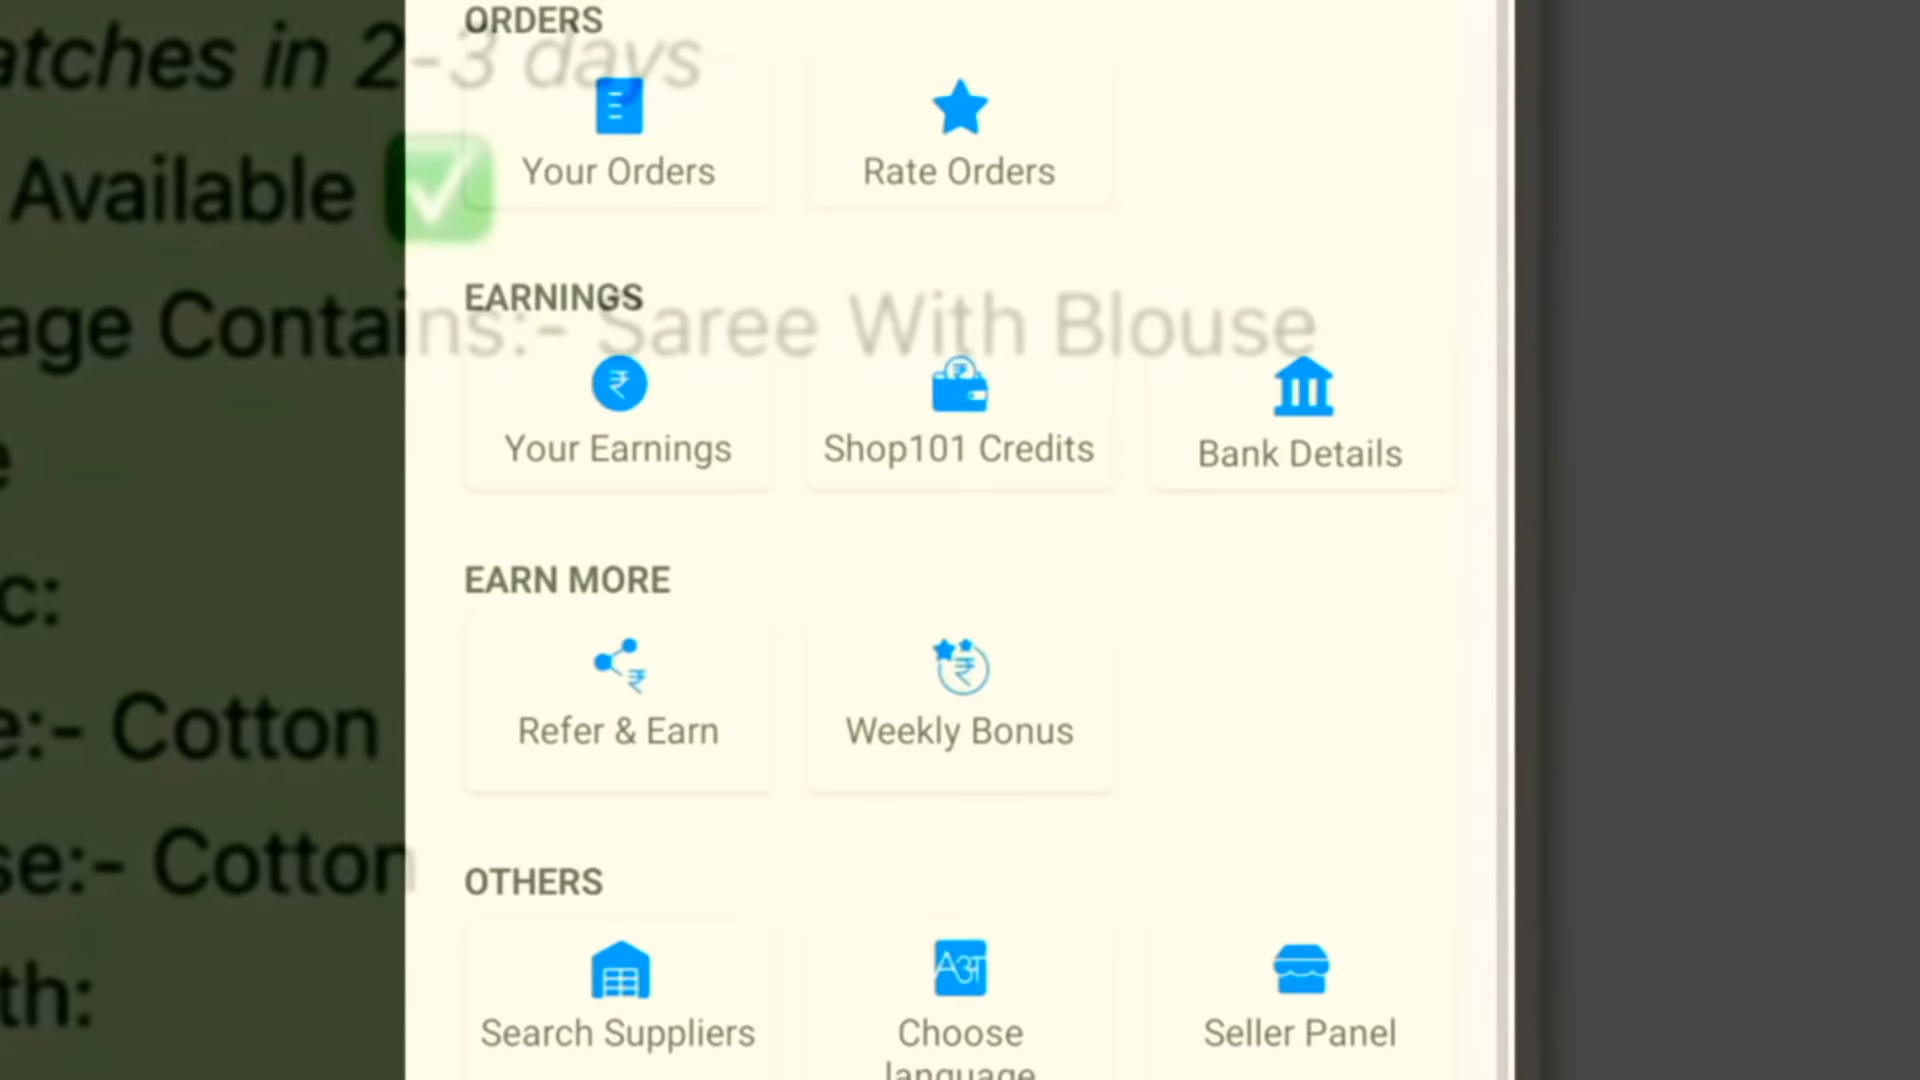 ORDERS
atches in 2-3 days
Your Orders
Rate Orders
Available
EARNINGS
age Contains:- Saree With Blouse
₹
₹
Your Earnings
Shop101 Credits
Bank Details
e
EARN MORE
c:
₹
₹
Refer & Earn
Weekly Bonus
e:- Cotton
se:- Cotton
OTHERS
A अ
th:
Search Suppliers
Choose
language
Seller Panel